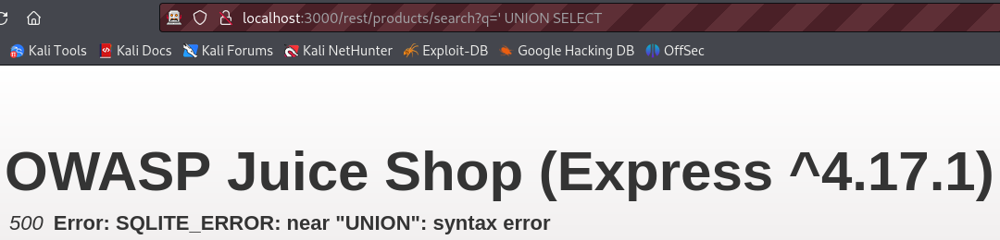 localhost:3000/rest/products/search?q=' UNION SELECT
Kali Tools Kali Docs Kali Forums Kali NetHunter Exploit-DB Google Hacking DB OffSec
OWASP Juice Shop (Express ^4.17.1)
500 Error: SQLITE_ERROR: near "UNION": syntax error